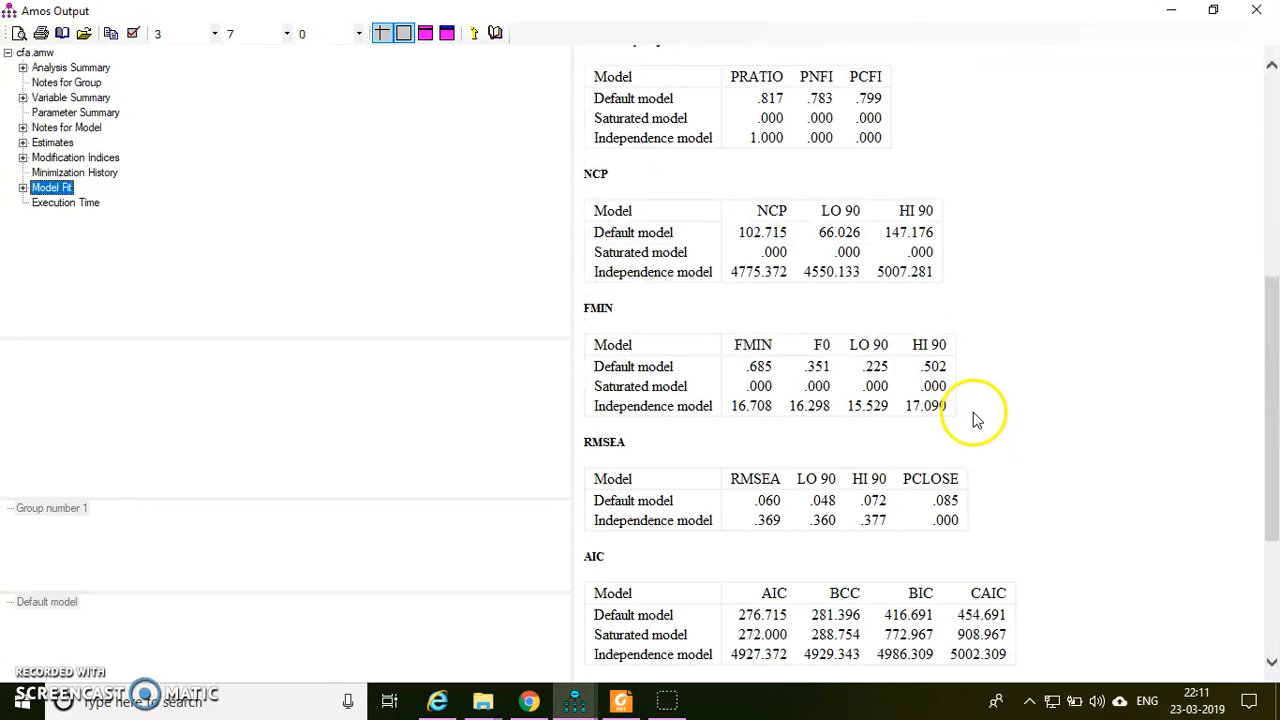 Amos Output
3 7 0
cfa.amw
Analysis Summary
Notes for Group
Variable Summary
Parameter Summary
Notes for Model
Estimates
Modification Indices
Minimization History
Model Fit
Execution Time
Group number 1
Default model
Model PRATIO PNFI PCFI
Default model .817 .783 .799
Saturated model .000 .000 .000
Independence model 1.000 .000 .000
NCP
Model NCP LO 90 HI 90
Default model 102.715 66.026 147.176
Saturated model .000 .000 .000
Independence model 4775.372 4550.133 5007.281
FMIN
Model FMIN F0 LO 90 HI 90
Default model .685 .351 .225 .502
Saturated model .000 .000 .000 .000
Independence model 16.708 16.298 15.529 17.090
RMSEA
Model RMSEA LO 90 HI 90 PCLOSE
Default model .060 .048 .072 .085
Independence model .369 .360 .377 .000
AIC
Model AIC BCC BIC CAIC
Default model 276.715 281.396 416.691 454.691
Saturated model 272.000 288.754 772.967 908.967
Independence model 4927.372 4929.343 4986.309 5002.309
RECORDED WITH
SCREENCAST MATIC
Type here to search
ENG
22:11
23-03-2019